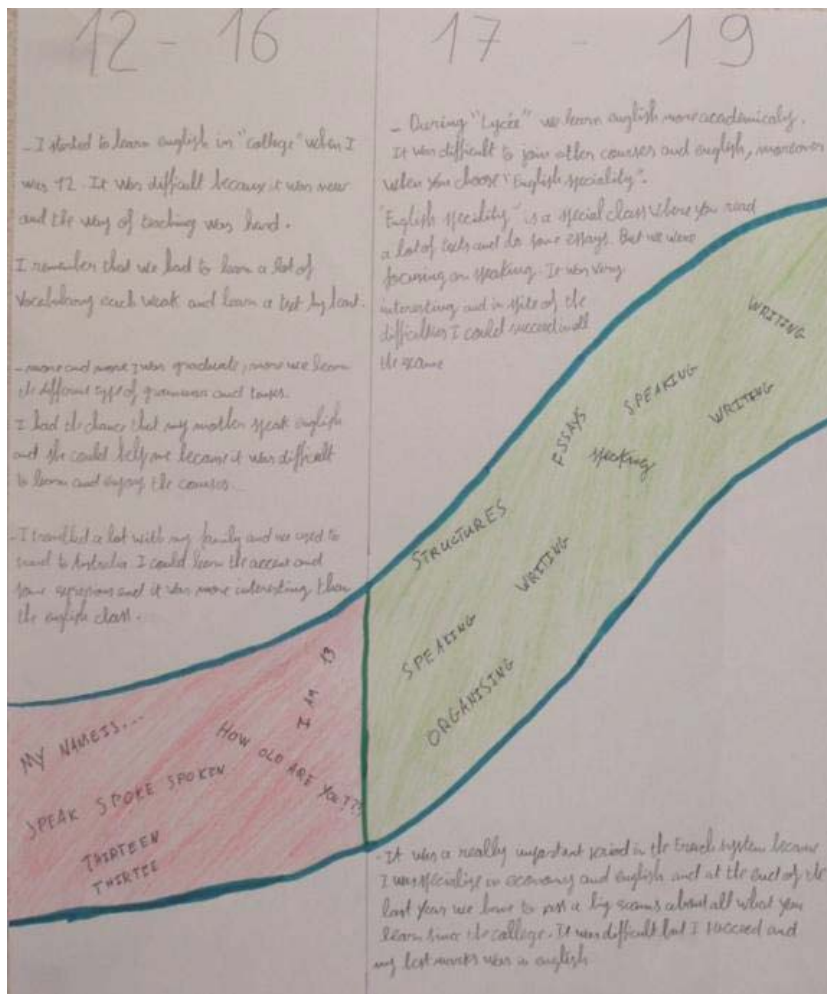 12 - 16
- I started to learn english in "college" when I
was 12. It was difficult because it was new
and the way of teaching was hard.
I remember that we had to learn a lot of
vocabulary each weak and learn a text by heart.
- more and more I was graduate, more we learn
the different type of grammar and tenses.
I had the chance that my mother speak english
and she could help me because it was difficult
to learn and enjoy the courses.
- I travelled a lot with my family and we used to
travel to Australia I could learn the accent and
some expressions and it was more interesting than
the english class.
MY NAME IS...
SPEAK SPOKE SPOKEN
THIRTEEN
THIRTIE
HOW OLD ARE YOU???
I AM 13
17 - 19
- During "Lycée" we learn english more academicaly.
It was difficult to join other courses and english, moreover
when you choose "English speciality".
"English speciality" is a special class where you read
a lot of texts and do some essays. But we were
focusing on speaking. It was very
interesting and in spite of the
difficulties I could succeed in all
the exams
WRITING
SPEAKING
WRITING
ESSAYS
speaking
STRUCTURES
WRITING
SPEAKING
ORGANISING
- It was a really important period in the French system because
I was specialise in economy and english and at the end of the
last year we have to pass a big exams about all what you
learn since the college. It was difficult but I succeed and
my best marks was in english